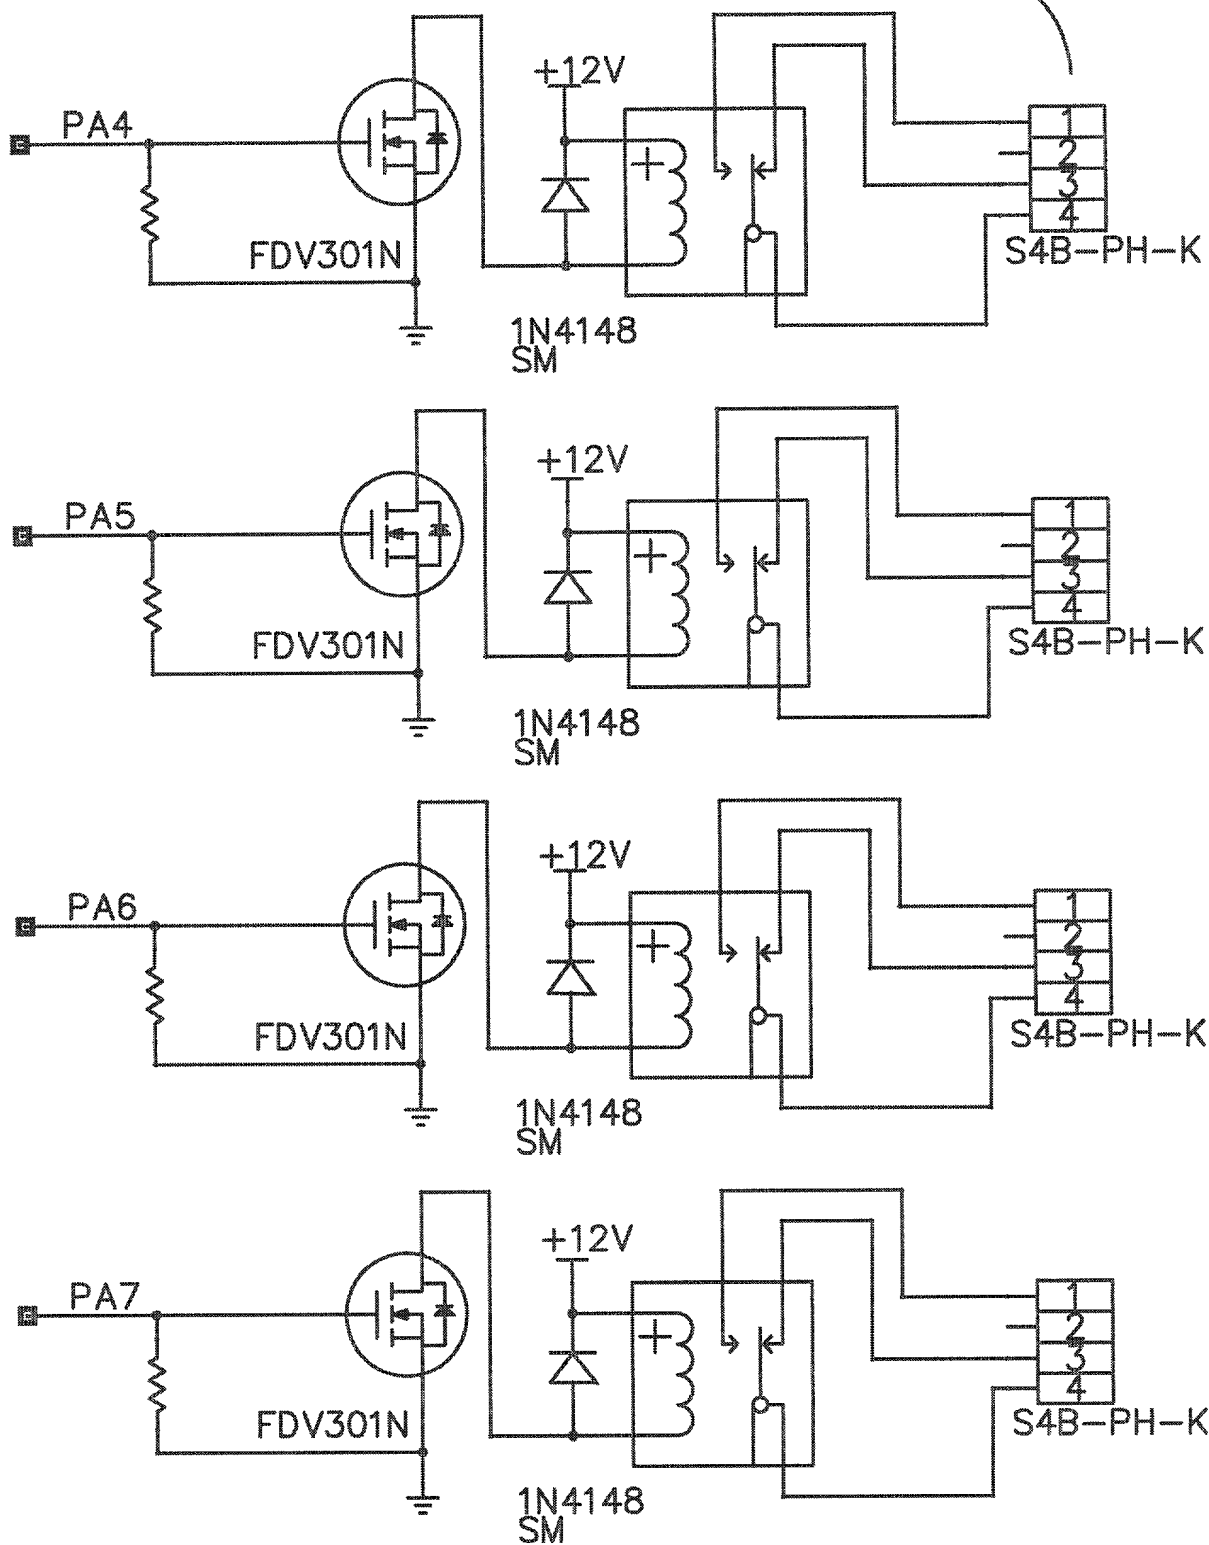 +12V
PA4
1
2
3
4
FDV301N
S4B-PH-K
1N4148
SM
+12V
PA5
1
2
3
4
FDV301N
S4B-PH-K
1N4148
SM
+12V
PA6
1
2
3
4
FDV301N
S4B-PH-K
1N4148
SM
+12V
PA7
1
2
3
4
FDV301N
S4B-PH-K
1N4148
SM